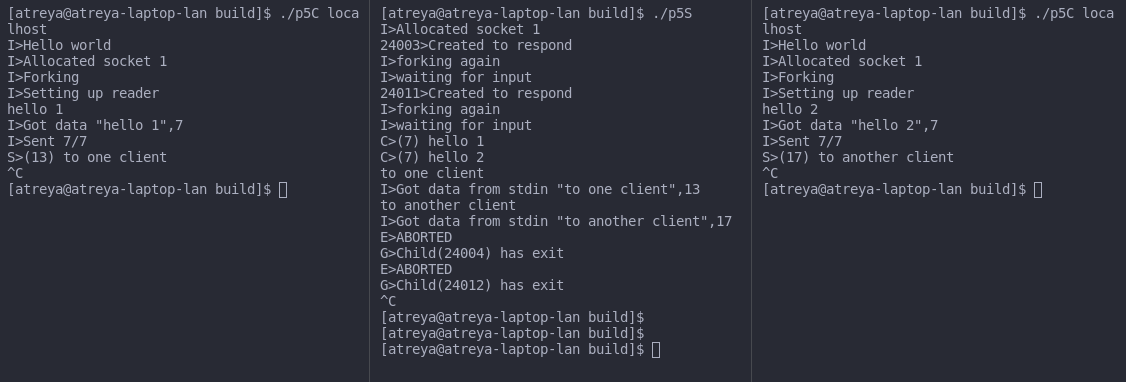 [atreya@atreya-laptop-lan build]$ ./p5C loca
lhost
I>Hello world
I>Allocated socket 1
I>Forking
I>Setting up reader
hello 1
I>Got data "hello 1",7
I>Sent 7/7
S>(13) to one client
^C
[atreya@atreya-laptop-lan build]$
[atreya@atreya-laptop-lan build]$ ./p5S
I>Allocated socket 1
24003>Created to respond
I>forking again
I>waiting for input
24011>Created to respond
I>forking again
I>waiting for input
C>(7) hello 1
C>(7) hello 2
to one client
I>Got data from stdin "to one client",13
to another client
I>Got data from stdin "to another client",17
E>ABORTED
G>Child(24004) has exit
E>ABORTED
G>Child(24012) has exit
^C
[atreya@atreya-laptop-lan build]$
[atreya@atreya-laptop-lan build]$
[atreya@atreya-laptop-lan build]$
[atreya@atreya-laptop-lan build]$ ./p5C loca
lhost
I>Hello world
I>Allocated socket 1
I>Forking
I>Setting up reader
hello 2
I>Got data "hello 2",7
I>Sent 7/7
S>(17) to another client
^C
[atreya@atreya-laptop-lan build]$